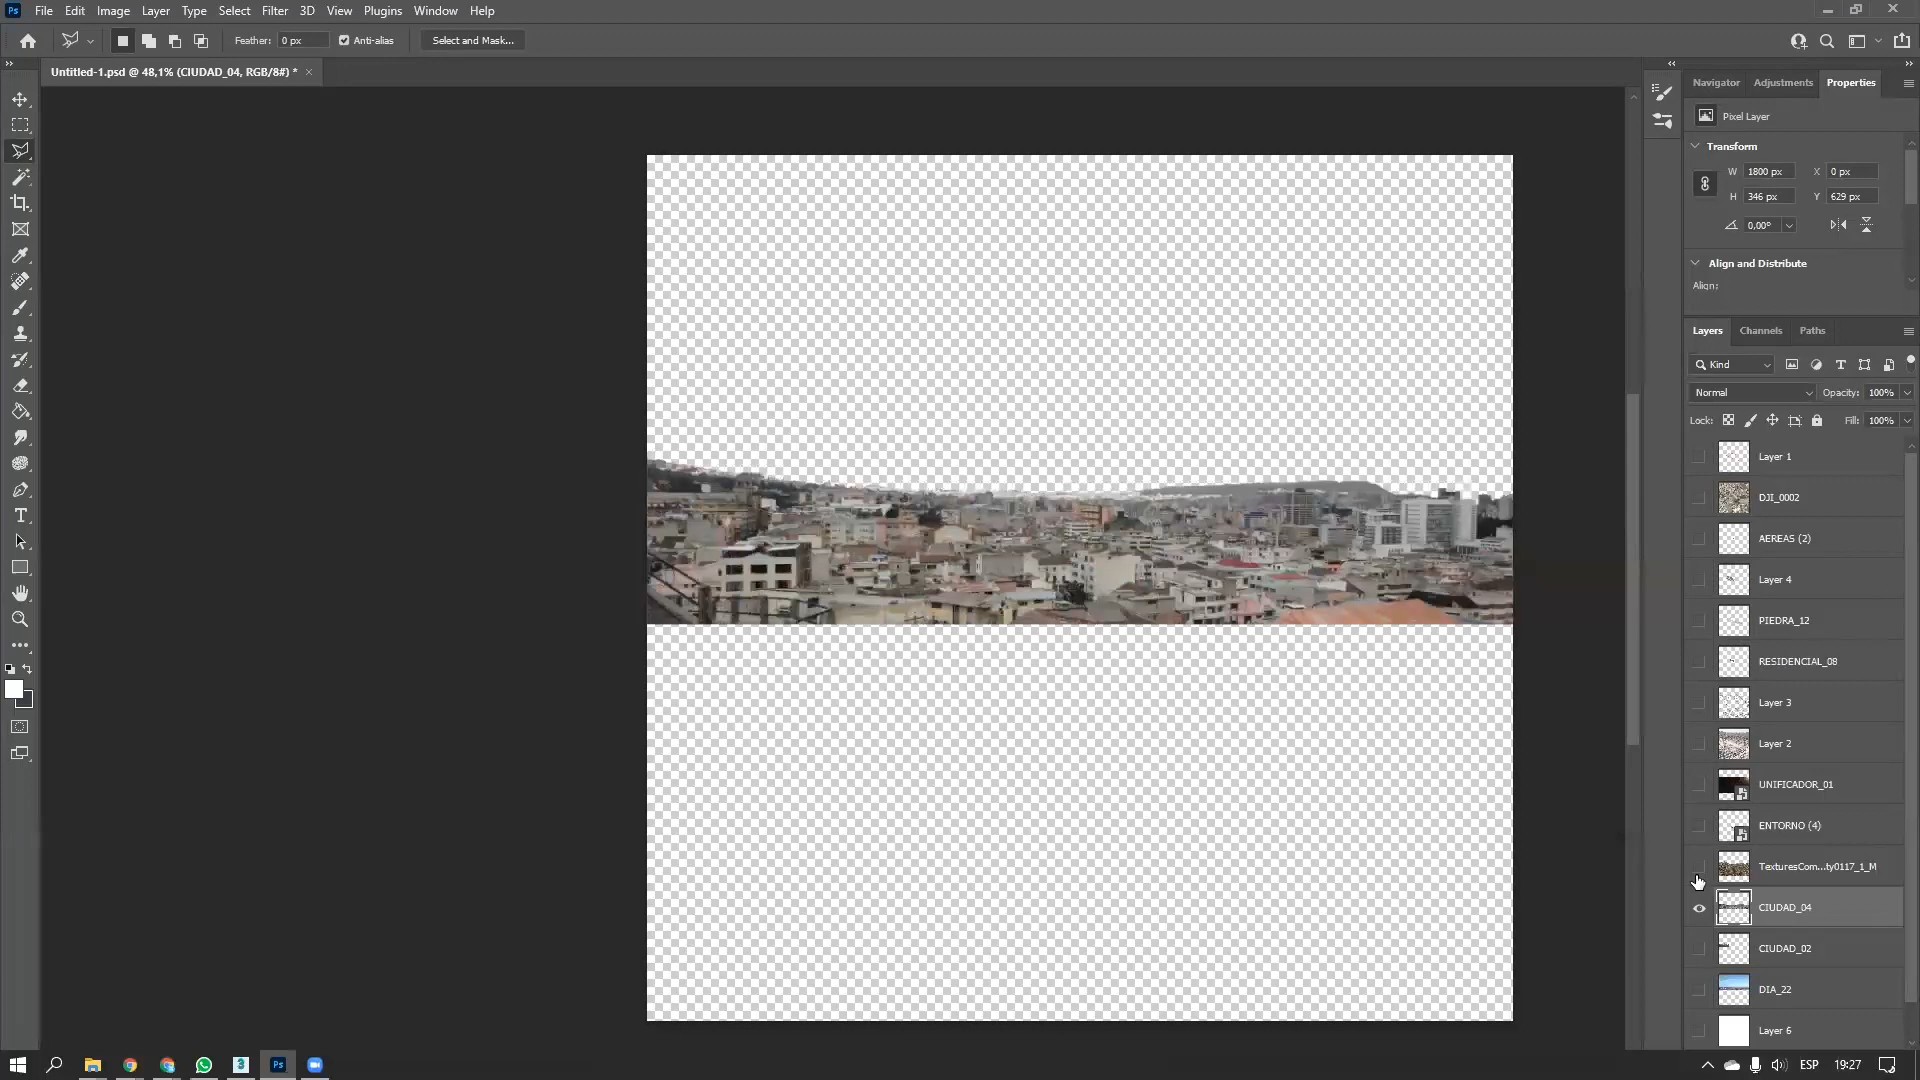 Ps File Edit Image Layer Type Select Filter 3D View Plugins Window Help
Feather: 0 px Anti-alias Select and Mask...
Untitled-1.psd @ 48,1% (CIUDAD_04, RGB/8#) * ×
Navigator Adjustments Properties
Pixel Layer
Transform
W 1800 px X 0 px
H 346 px Y 629 px
0,00°
Align and Distribute
Align:
Layers Channels Paths
Kind
Normal Opacity: 100%
Lock: Fill: 100%
Layer 1
DJI_0002
AEREAS (2)
Layer 4
PIEDRA_12
RESIDENCIAL_08
Layer 3
Layer 2
UNIFICADOR_01
ENTORNO (4)
TexturesCom...ty0117_1_M
CIUDAD_04
CIUDAD_02
DIA_22
Layer 6
3 Ps ESP 19:27